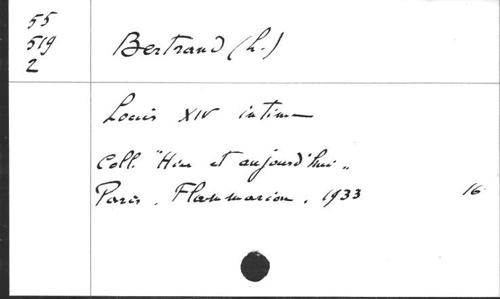 55
519
2
Bertrand (L.)
Louis XIV intime
Coll. "Hier et aujourd'hui"
Paris, Flammarion, 1933 16